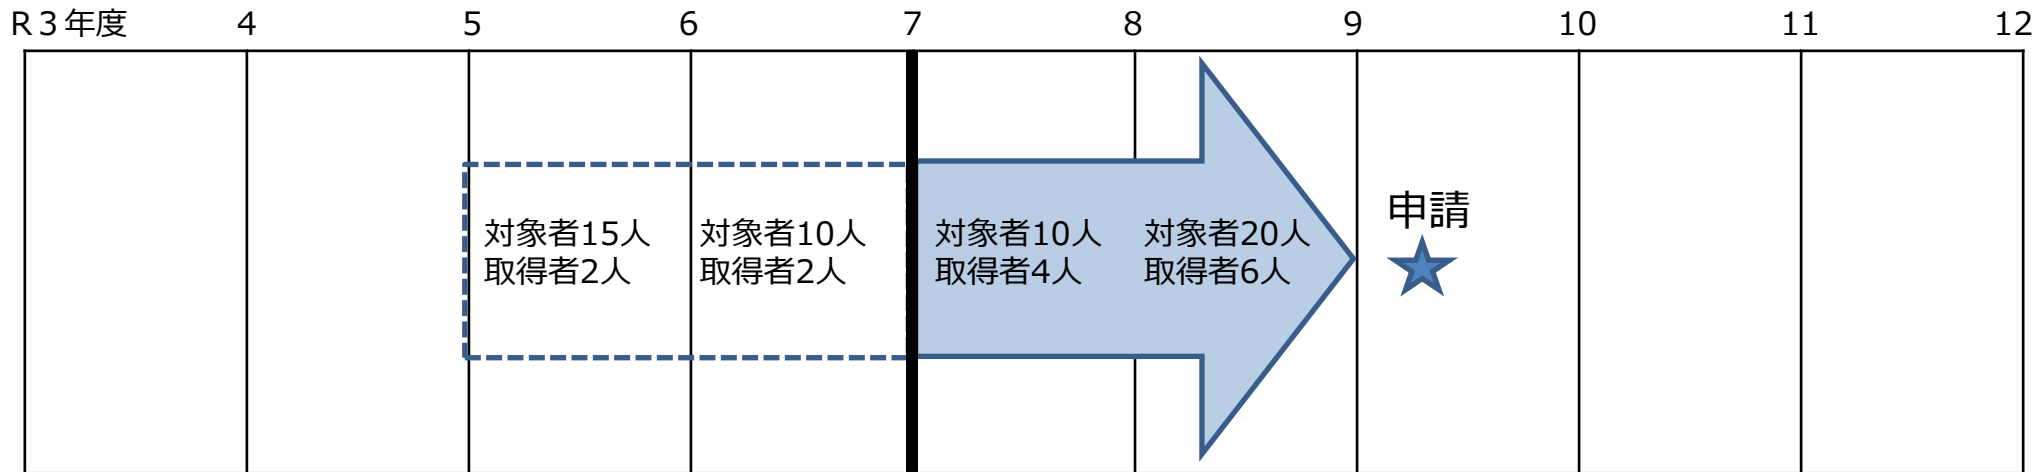 R３年度 4 5 6 7 8 9 10 11 12
対象者15人
取得者2人
対象者10人
取得者2人
対象者10人
取得者4人
対象者20人
取得者6人
申請